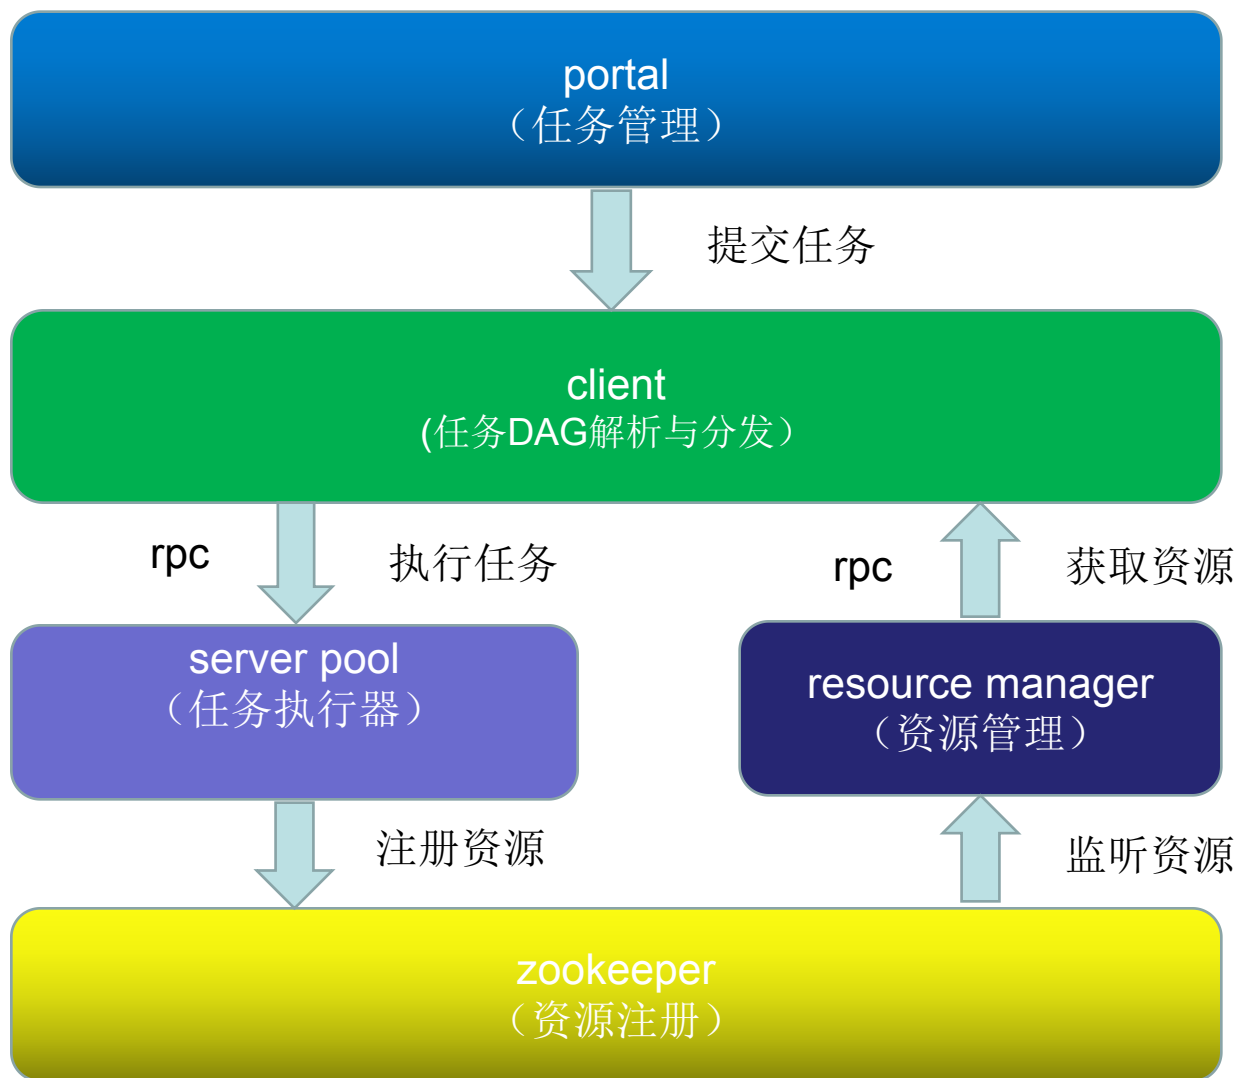 portal
（任务管理）
提交任务
client
(任务DAG解析与分发）
rpc
执行任务
rpc
获取资源
server pool
（任务执行器）
resource manager
（资源管理）
注册资源
监听资源
zookeeper
（资源注册）